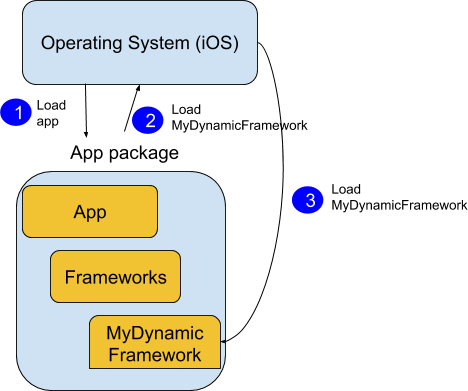 Operating System (iOS)
1
Load
app
2
Load
MyDynamicFramework
App package
3
Load
MyDynamicFramework
App
Frameworks
MyDynamic
Framework